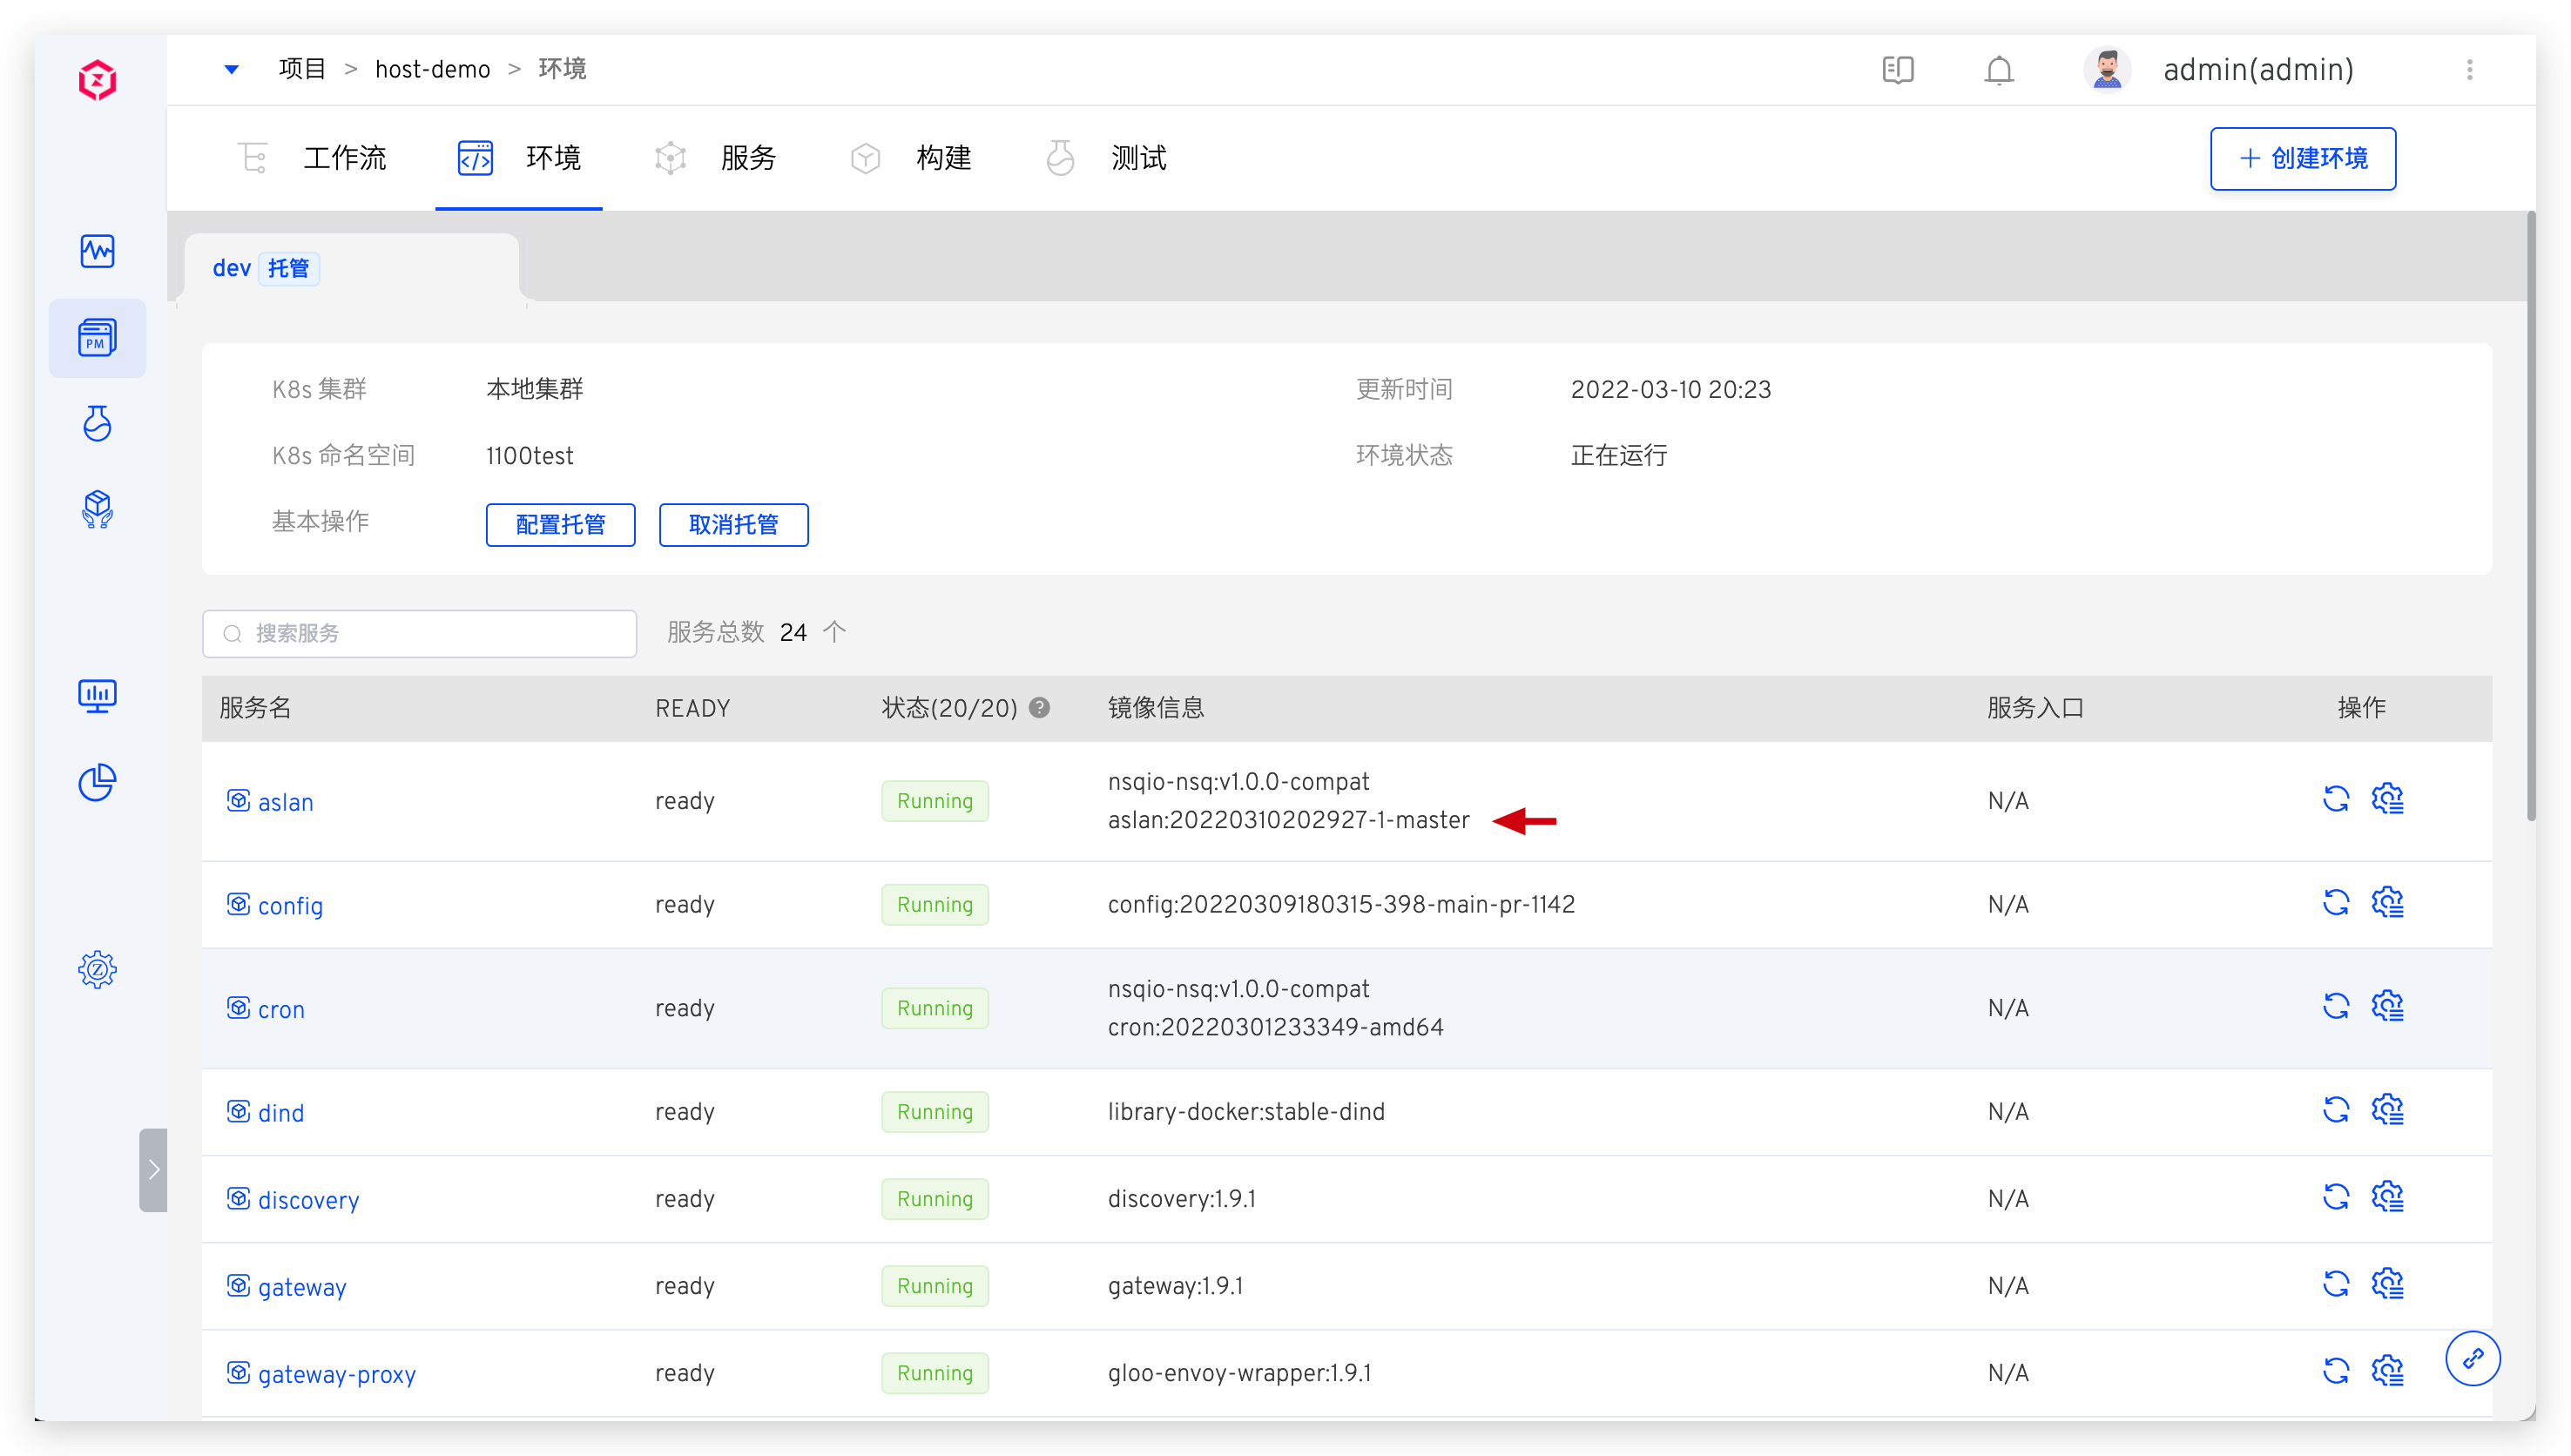 项目 > host-demo > 环境
admin(admin)
工作流
环境
服务
构建
测试
+ 创建环境
dev 托管
PM
K8s 集群 本地集群
更新时间 2022-03-10 20:23
K8s 命名空间 1100test
环境状态 正在运行
基本操作 配置托管 取消托管
搜索服务
服务总数 24 个
服务名 READY 状态(20/20) ? 镜像信息 服务入口 操作
aslan ready Running nsqio-nsq:v1.0.0-compat
aslan:20220310202927-1-master
N/A
config ready Running config:20220309180315-398-main-pr-1142 N/A
cron ready Running nsqio-nsq:v1.0.0-compat
cron:20220301233349-amd64
N/A
dind ready Running library-docker:stable-dind N/A
discovery ready Running discovery:1.9.1 N/A
gateway ready Running gateway:1.9.1 N/A
gateway-proxy ready Running gloo-envoy-wrapper:1.9.1 N/A